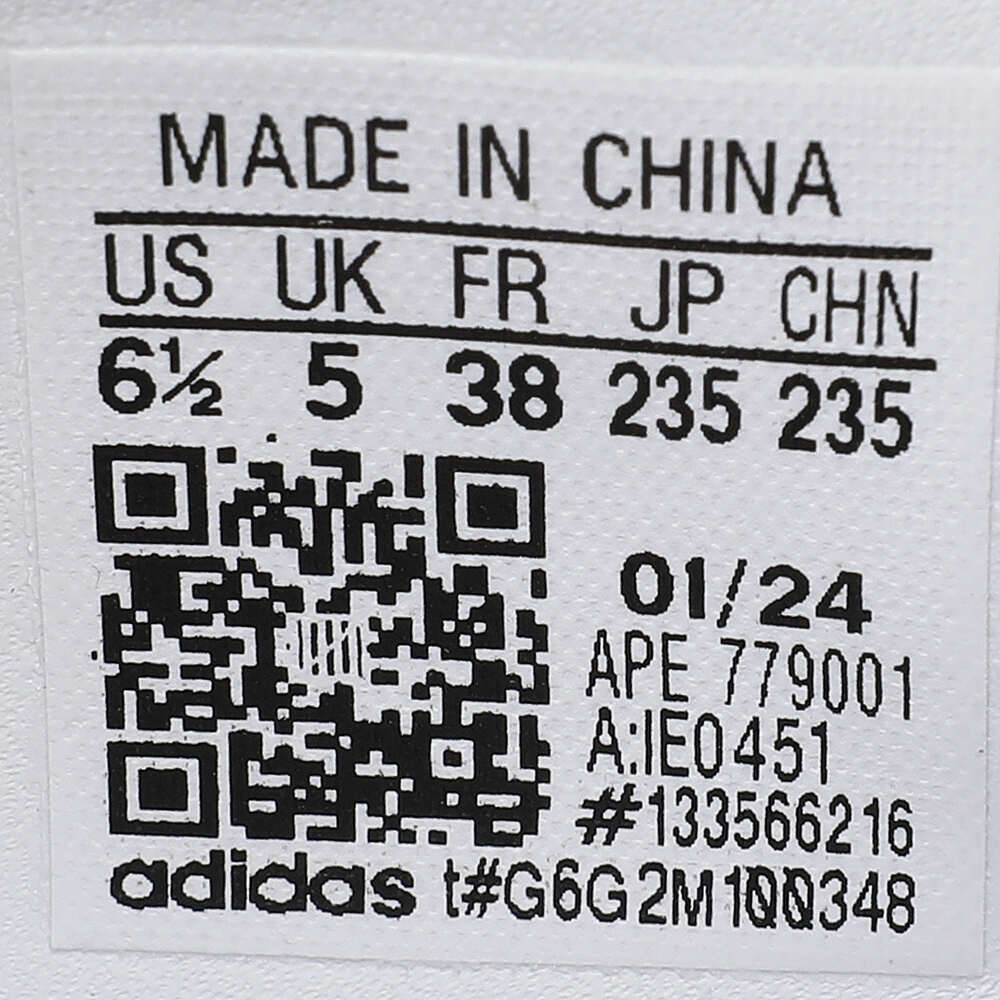 MADE IN CHINA
US UK FR JP CHN
6½ 5 38 235 235
01/24
APE 779001
A:IE0451
#133566216
adidas t#G6G2M100348